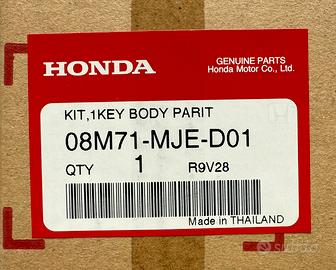 HONDA
GENUINE PARTS
Honda Motor Co., Ltd.
KIT,1KEY BODY PARIT
08M71-MJE-D01
QTY 1 R9V28
Made in THAILAND
subito